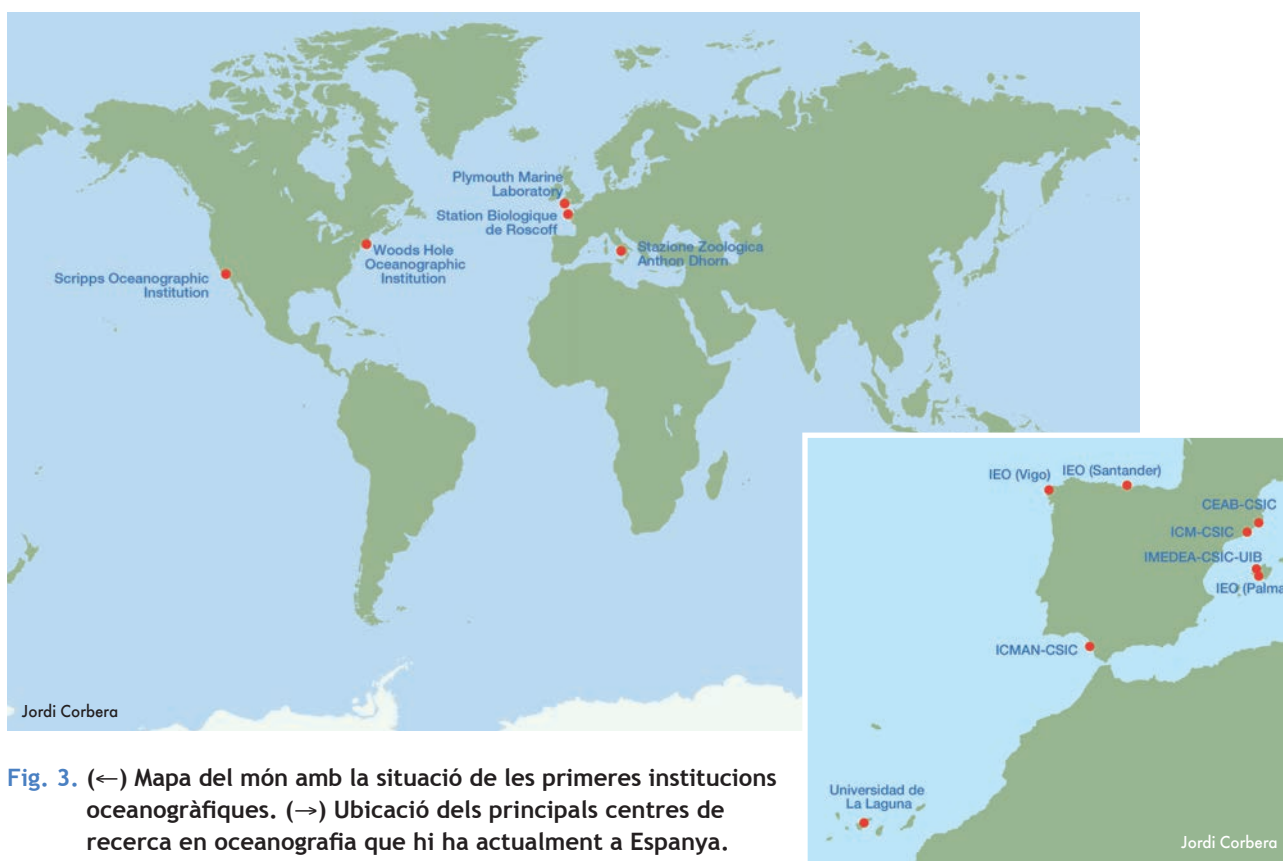 Plymouth Marine
Laboratory
Station Biologique
de Roscoff
Woods Hole
Oceanographic
Institution
Stazione Zoologica
Anthon Dhorn
Scripps Oceanographic
Institution
Jordi Corbera
IEO (Vigo)
IEO (Santander)
CEAB-CSIC
ICM-CSIC
IMEDEA-CSIC-UIB
IEO (Palma
ICMAN-CSIC
Universidad de
La Laguna
Jordi Corbera
Fig. 3. (←) Mapa del món amb la situació de les primeres institucions
oceanogràfiques. (→) Ubicació dels principals centres de
recerca en oceanografia que hi ha actualment a Espanya.